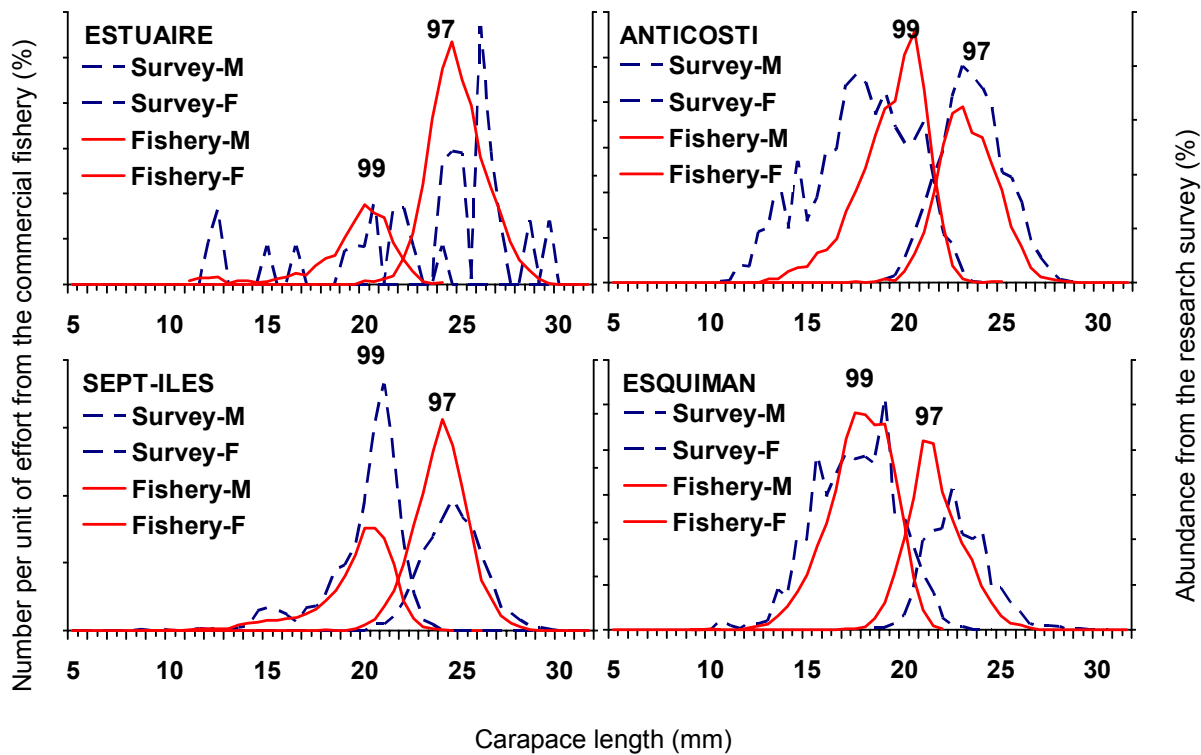 Number per unit of effort from the commercial fishery (%)
ESTUAIRE
Survey-M
Survey-F
Fishery-M
Fishery-F
99
97
5 10 15 20 25 30
ANTICOSTI
Survey-M
Survey-F
Fishery-M
Fishery-F
99
97
5 10 15 20 25 30
SEPT-ILES
Survey-M
Survey-F
Fishery-M
Fishery-F
99
97
5 10 15 20 25 30
ESQUIMAN
Survey-M
Survey-F
Fishery-M
Fishery-F
99
97
5 10 15 20 25 30
Abundance from the research survey (%)
Carapace length (mm)